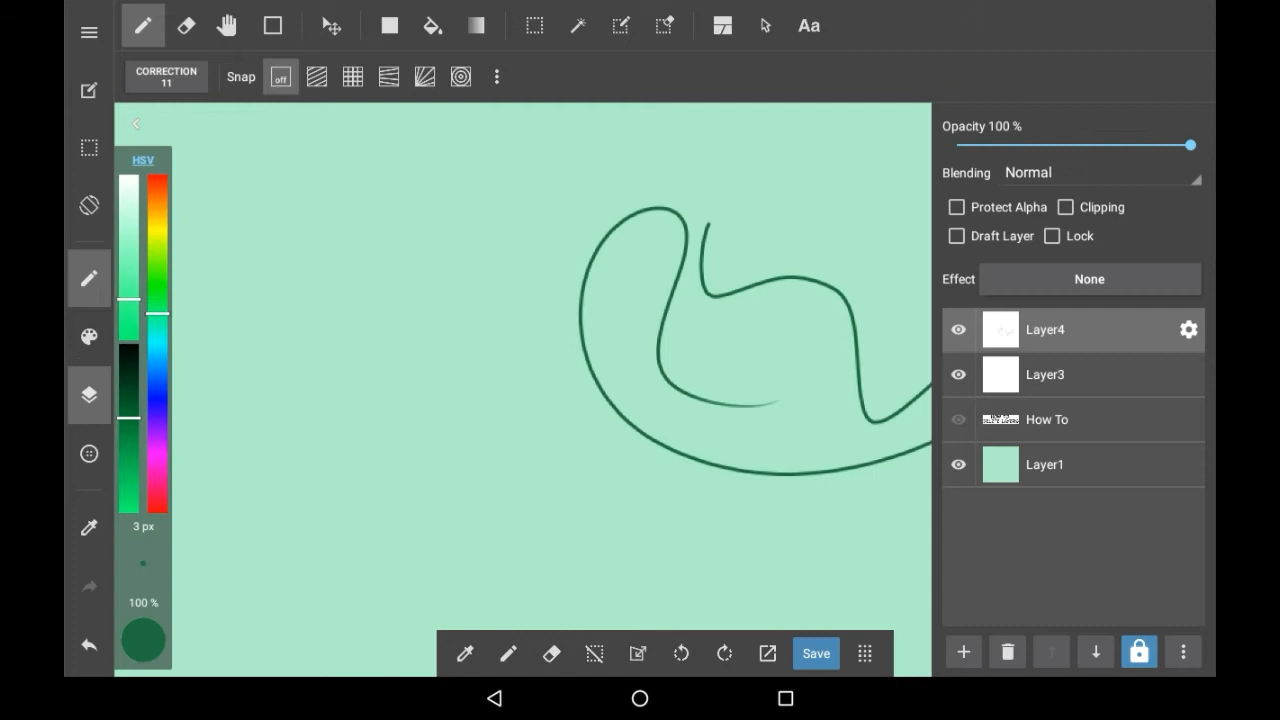 Aa
CORRECTION
11
Snap
off
HSV
3 px
100 %
Opacity 100 %
Blending Normal
Protect Alpha Clipping
Draft Layer Lock
Effect None
Layer4
Layer3
How To
Layer1
Save